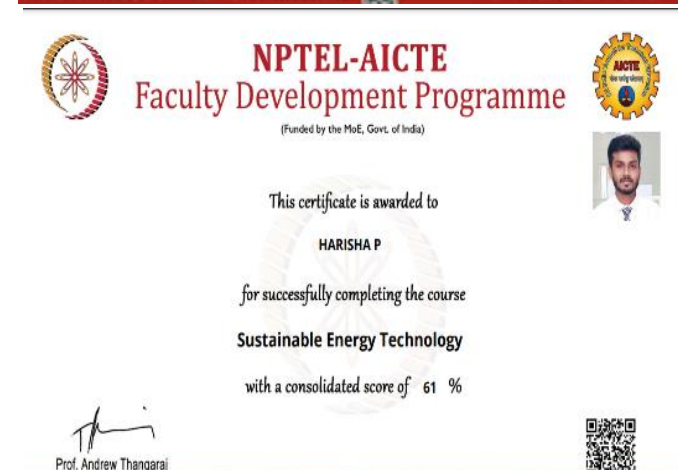 NPTEL-AICTE
Faculty Development Programme
(Funded by the MoE, Govt. of India)
AICTE
This certificate is awarded to
HARISHA P
for successfully completing the course
Sustainable Energy Technology
with a consolidated score of 61 %
Prof. Andrew Thangaraj